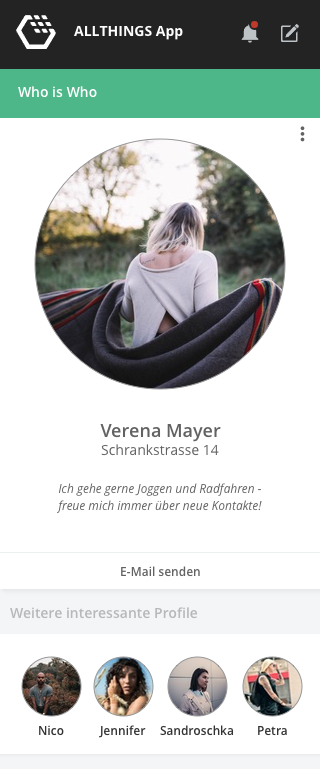 ALLTHINGS App
Who is Who
Verena Mayer
Schrankstrasse 14
Ich gehe gerne Joggen und Radfahren -
freue mich immer über neue Kontakte!
E-Mail senden
Weitere interessante Profile
Nico Jennifer Sandroschka Petra